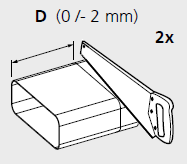 D (0 /- 2 mm)
2x